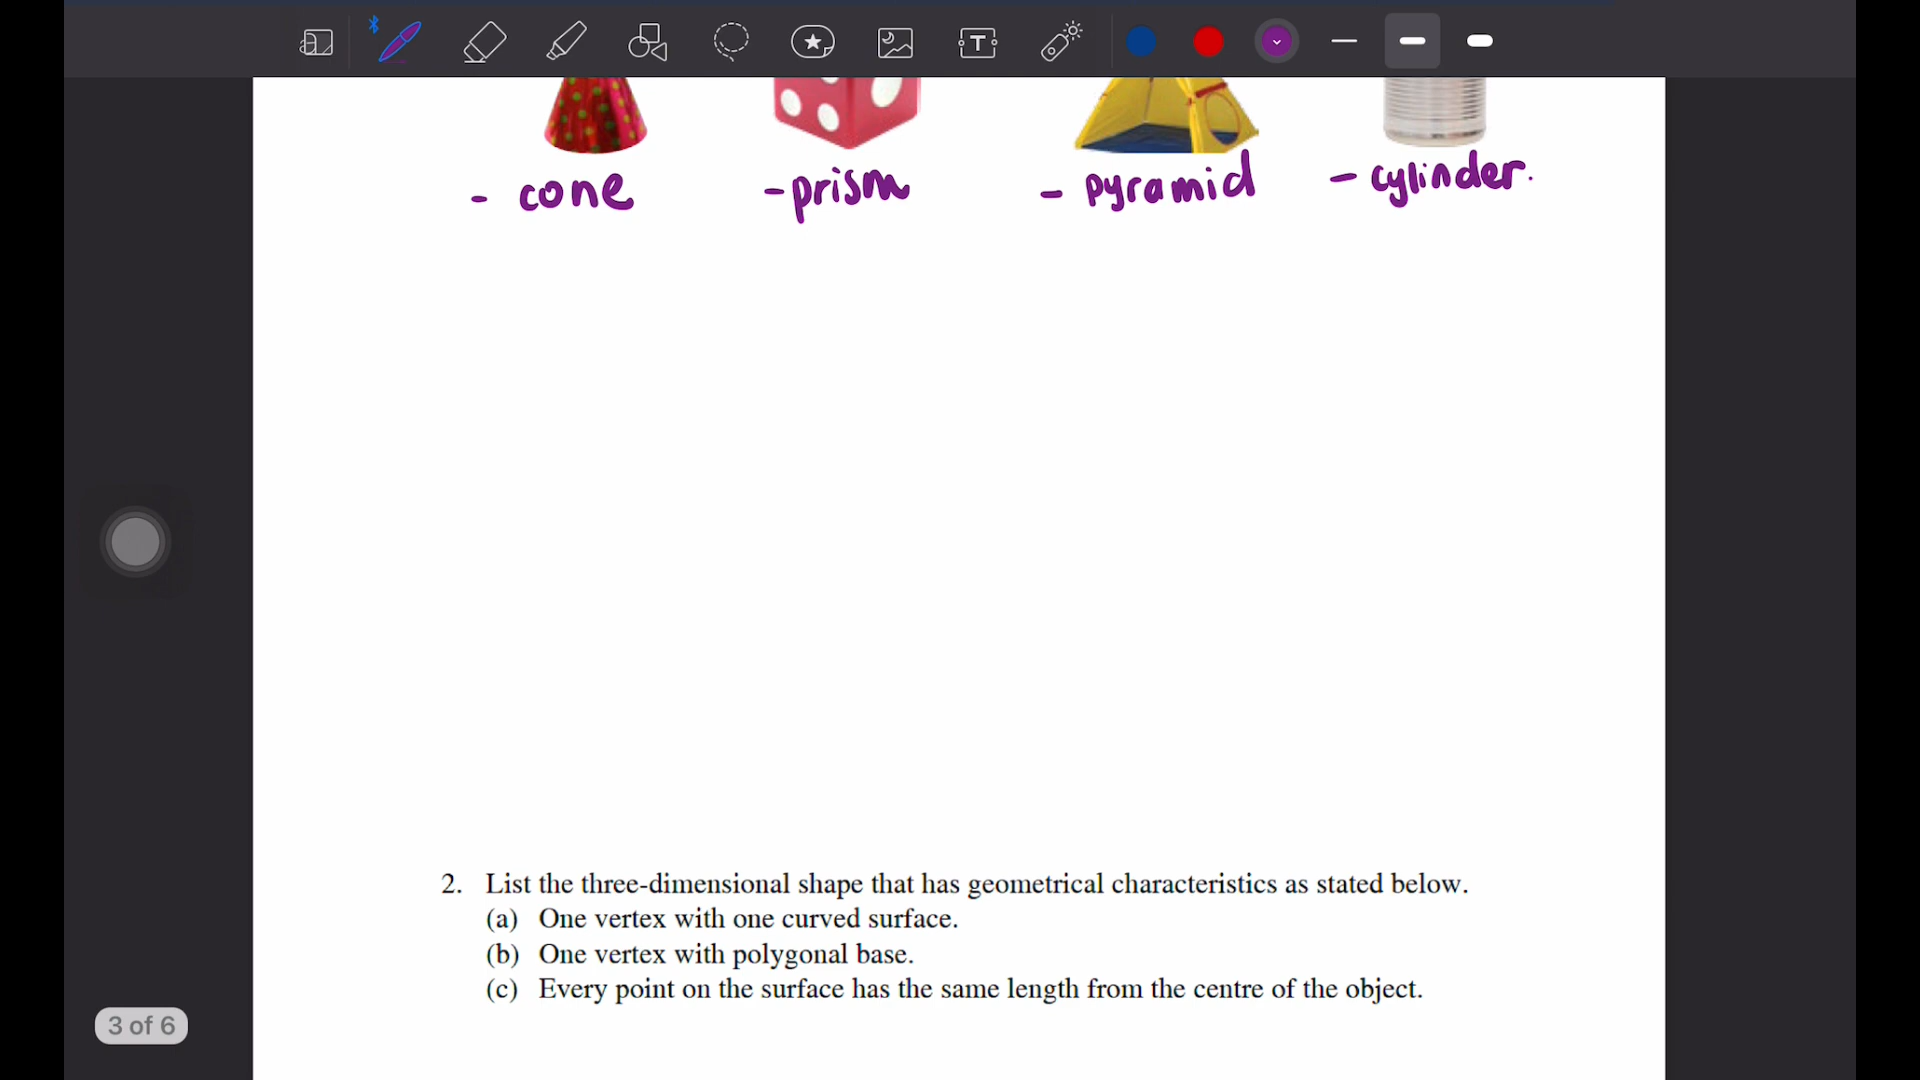 - cone - prism - pyramid - cylinder.
2. List the three-dimensional shape that has geometrical characteristics as stated below.
(a) One vertex with one curved surface.
(b) One vertex with polygonal base.
(c) Every point on the surface has the same length from the centre of the object.
3 of 6